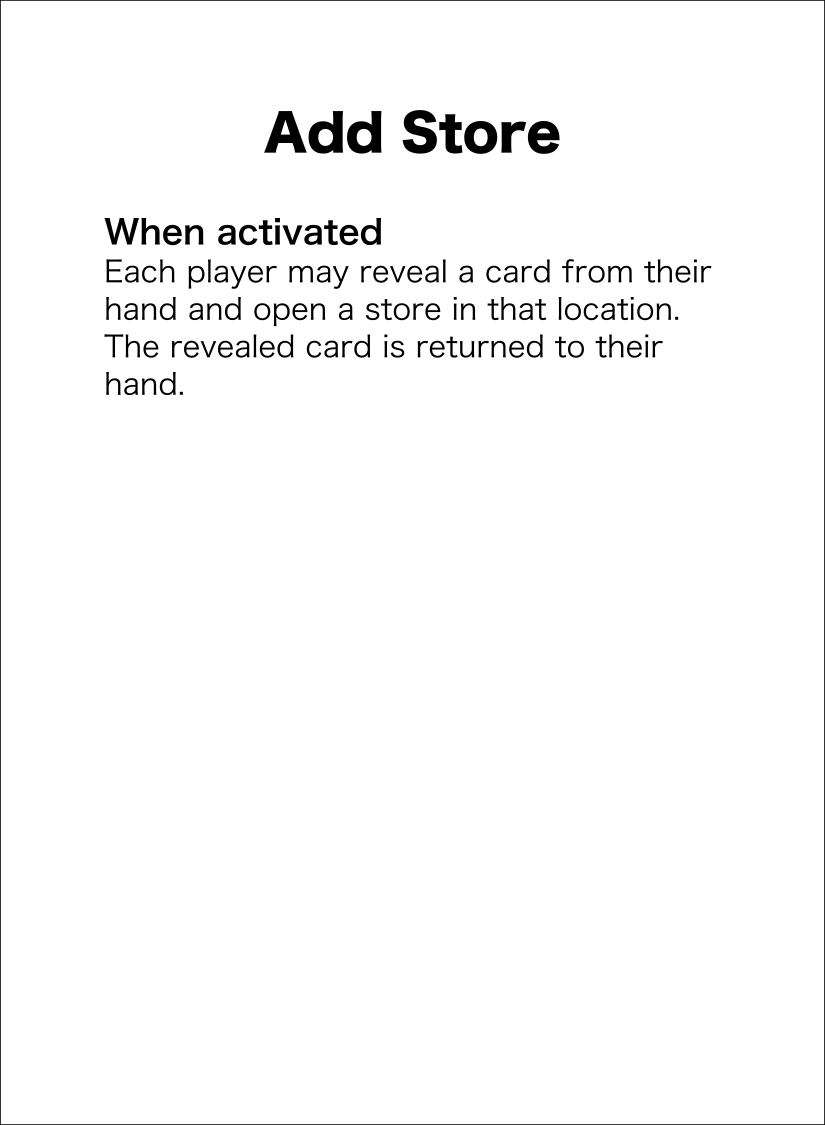 Add Store
When activated
Each player may reveal a card from their
hand and open a store in that location.
The revealed card is returned to their
hand.